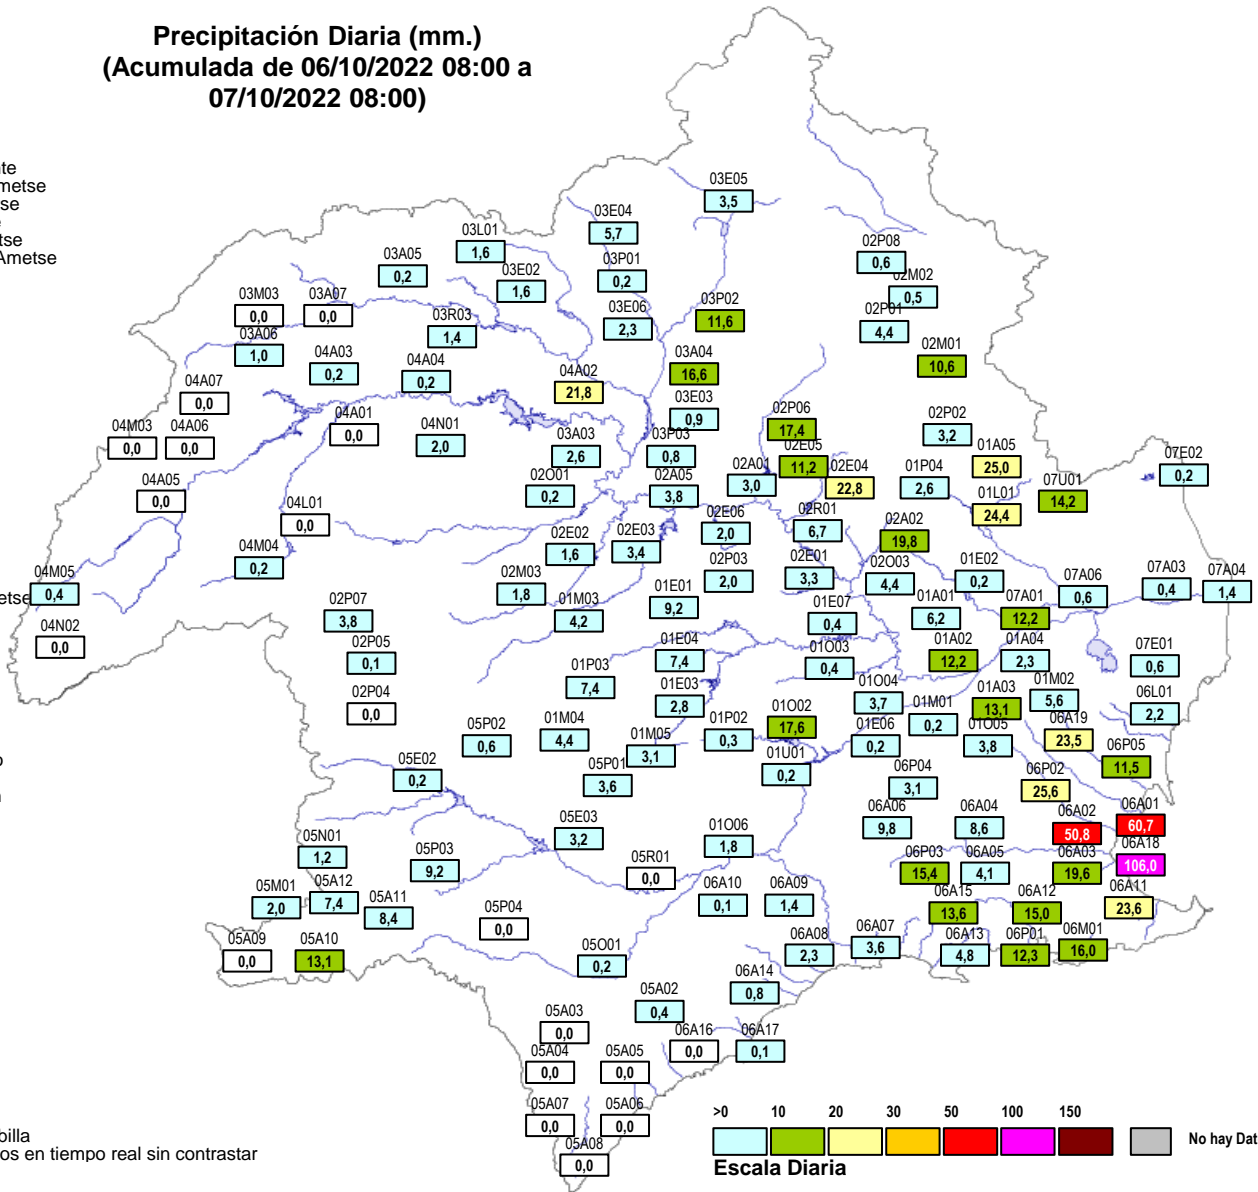 Precipitación Diaria (mm.)
(Acumulada de 06/10/2022 08:00 a
07/10/2022 08:00)
nte
metse
se
e
tse
Ametse
03E05
3,5
03E04
5,7
03L01
1,6
03A05
0,2
03P01
0,2
03E02
1,6
02P08
0,6
02M02
0,5
03M03
0,0
03A07
0,0
03P02
11,6
03E06
2,3
02P01
4,4
03R03
1,4
03A06
1,0
02M01
10,6
04A03
0,2
04A04
0,2
03A04
16,6
04A02
21,8
04A07
0,0
03E03
0,9
04A01
0,0
04N01
2,0
02P06
17,4
02P02
3,2
04M03
0,0
04A06
0,0
03A03
2,6
03P03
0,8
02E05
11,2
01A05
25,0
07E02
0,2
02A01
3,0
02E04
22,8
01P04
2,6
07U01
14,2
04A05
0,0
02O01
0,2
02A05
3,8
01L01
24,4
04L01
0,0
02E06
2,0
02R01
6,7
02A02
19,8
02E02
1,6
02E03
3,4
04M04
0,2
02P03
2,0
02E01
3,3
02O03
4,4
01E02
0,2
07A03
0,4
07A04
1,4
04M05
0,4
etse
02M03
1,8
01E01
9,2
07A06
0,6
02P07
3,8
01M03
4,2
01E07
0,4
01A01
6,2
07A01
12,2
04N02
0,0
02P05
0,1
01E04
7,4
01O03
0,4
01A02
12,2
01A04
2,3
07E01
0,6
01P03
7,4
01E03
2,8
01O04
3,7
01A03
13,1
01M02
5,6
02P04
0,0
06L01
2,2
05P02
0,6
01M04
4,4
01P02
0,3
01O02
17,6
01M01
0,2
01E06
0,2
01O05
3,8
06A19
23,5
01M05
3,1
06P05
11,5
o
05E02
0,2
05P01
3,6
01U01
0,2
06P04
3,1
06P02
25,6
06A06
9,8
06A04
8,6
06A02
50,8
06A01
60,7
05E03
3,2
01O06
1,8
05N01
1,2
05P03
9,2
05R01
0,0
06P03
15,4
06A05
4,1
06A03
19,6
06A18
106,0
05M01
2,0
05A12
7,4
05A11
8,4
06A10
0,1
06A09
1,4
06A15
13,6
06A12
15,0
06A11
23,6
05P04
0,0
05A09
0,0
05A10
13,1
05O01
0,2
06A08
2,3
06A07
3,6
06A13
4,8
06P01
12,3
06M01
16,0
06A14
0,8
05A02
0,4
05A03
0,0
06A16
0,0
06A17
0,1
05A04
0,0
05A05
0,0
05A07
0,0
05A06
0,0
05A08
0,0
billa
os en tiempo real sin contrastar
>0 10 20 30 50 100 150
No hay Dat
Escala Diaria